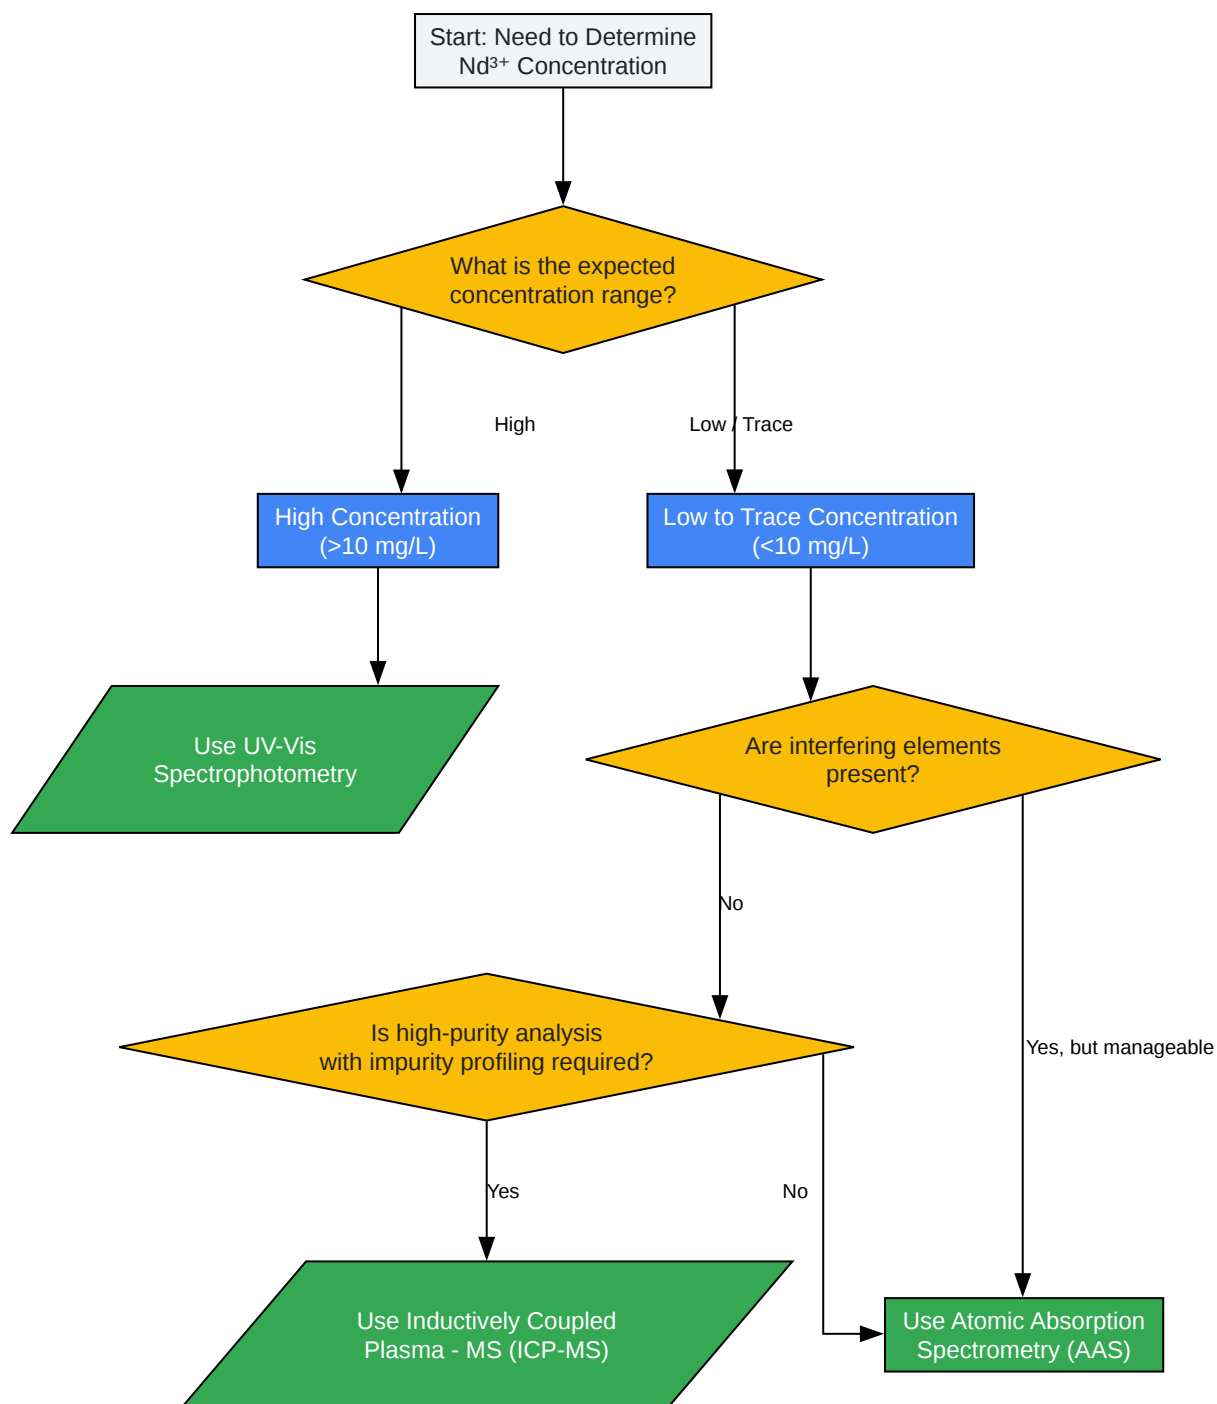 Start: Need to Determine
Nd³⁺ Concentration
What is the expected
concentration range?
High
Low / Trace
High Concentration
(>10 mg/L)
Low to Trace Concentration
(<10 mg/L)
Use UV-Vis
Spectrophotometry
Are interfering elements
present?
No
Is high-purity analysis
with impurity profiling required?
Yes, but manageable
Yes
No
Use Inductively Coupled
Plasma - MS (ICP-MS)
Use Atomic Absorption
Spectrometry (AAS)